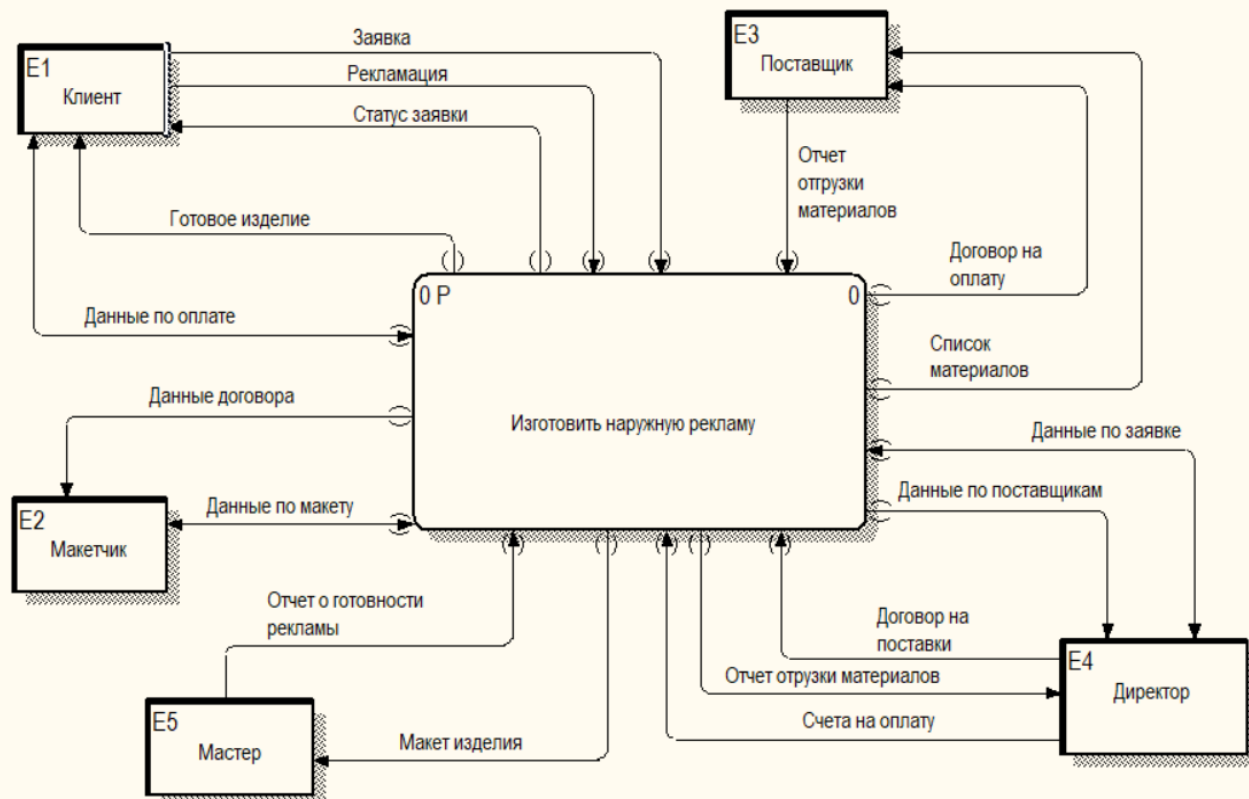 E1
Клиент
Заявка
Рекламация
Статус заявки
E3
Поставщик
Отчет
отгрузки
материалов
Готовое изделие
Договор на
оплату
0 P
0
Данные по оплате
Список
материалов
Данные договора
Изготовить наружную рекламу
Данные по заявке
Данные по поставщикам
E2
Макетчик
Данные по макету
Отчет о готовности
рекламы
Договор на
поставки
Отчет отрузки материалов
Счета на оплату
E4
Директор
E5
Мастер
Макет изделия